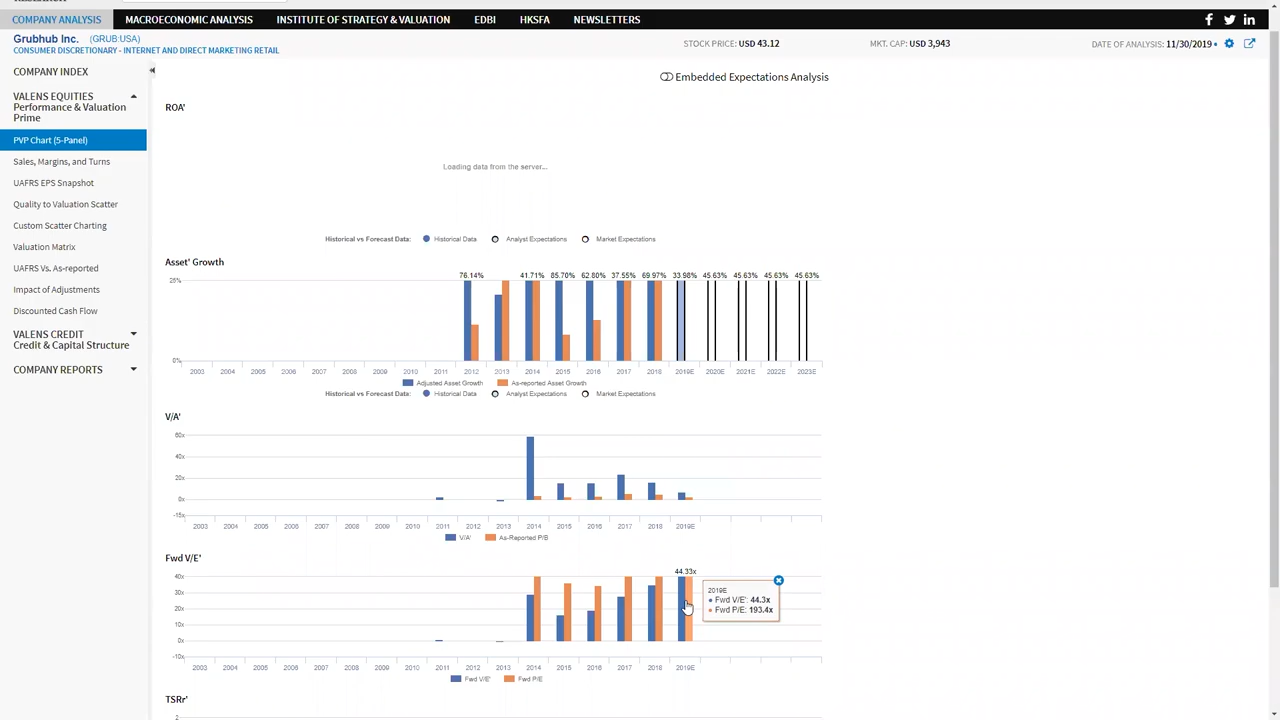 COMPANY ANALYSIS MACROECONOMIC ANALYSIS INSTITUTE OF STRATEGY & VALUATION EDBI HKSFA NEWSLETTERS
Grubhub Inc. (GRUB:USA)
CONSUMER DISCRETIONARY - INTERNET AND DIRECT MARKETING RETAIL
STOCK PRICE: USD 43.12 MKT. CAP: USD 3,943 DATE OF ANALYSIS: 11/30/2019
COMPANY INDEX
VALENS EQUITIES
Performance & Valuation
Prime
PVP Chart (5-Panel)
Sales, Margins, and Turns
UAFRS EPS Snapshot
Quality to Valuation Scatter
Custom Scatter Charting
Valuation Matrix
UAFRS Vs. As-reported
Impact of Adjustments
Discounted Cash Flow
VALENS CREDIT
Credit & Capital Structure
COMPANY REPORTS
Embedded Expectations Analysis
ROA'
Loading data from the server...
Historical vs Forecast Data: Historical Data Analyst Expectations Market Expectations
Asset' Growth
76.14% 41.71% 85.70% 62.80% 37.55% 69.97% 33.98% 45.63% 45.63% 45.63% 45.63%
25%
0%
2003 2004 2005 2006 2007 2008 2009 2010 2011 2012 2013 2014 2015 2016 2017 2018 2019E 2020E 2021E 2022E 2023E
Adjusted Asset Growth As-reported Asset Growth
Historical vs Forecast Data: Historical Data Analyst Expectations Market Expectations
V/A'
60x
40x
20x
0x
-15x
2003 2004 2005 2006 2007 2008 2009 2010 2011 2012 2013 2014 2015 2016 2017 2018 2019E
V/A' As-Reported P/B
Fwd V/E'
44.33x
40x
30x
20x
10x
0x
-10x
2019E
Fwd V/E': 44.3x
Fwd P/E: 193.4x
2003 2004 2005 2006 2007 2008 2009 2010 2011 2012 2013 2014 2015 2016 2017 2018 2019E
Fwd V/E' Fwd P/E
TSRr'
2